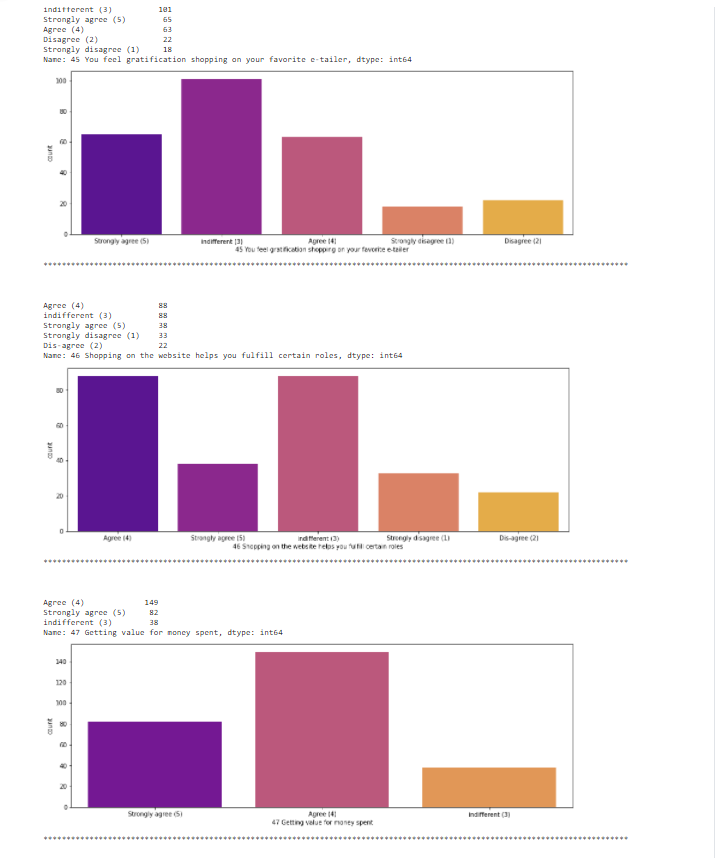 indifferent (3) 101
Strongly agree (5) 65
Agree (4) 63
Disagree (2) 22
Strongly disagree (1) 18
Name: 45 You feel gratification shopping on your favorite e-tailer, dtype: int64
100
80
60
40
20
0
count
Strongly agree (5) indifferent (3) Agree (4) Strongly disagree (1) Disagree (2)
45 You feel gratification shopping on your favorite e-tailer
************************************************************
Agree (4) 88
indifferent (3) 88
Strongly agree (5) 38
Strongly disagree (1) 33
Dis-agree (2) 22
Name: 46 Shopping on the website helps you fulfill certain roles, dtype: int64
80
60
40
20
0
count
Agree (4) Strongly agree (5) indifferent (3) Strongly disagree (1) Dis-agree (2)
46 Shopping on the website helps you fulfill certain roles
************************************************************
Agree (4) 149
Strongly agree (5) 82
indifferent (3) 38
Name: 47 Getting value for money spent, dtype: int64
140
120
100
80
60
40
20
0
count
Strongly agree (5) Agree (4) indifferent (3)
47 Getting value for money spent
************************************************************